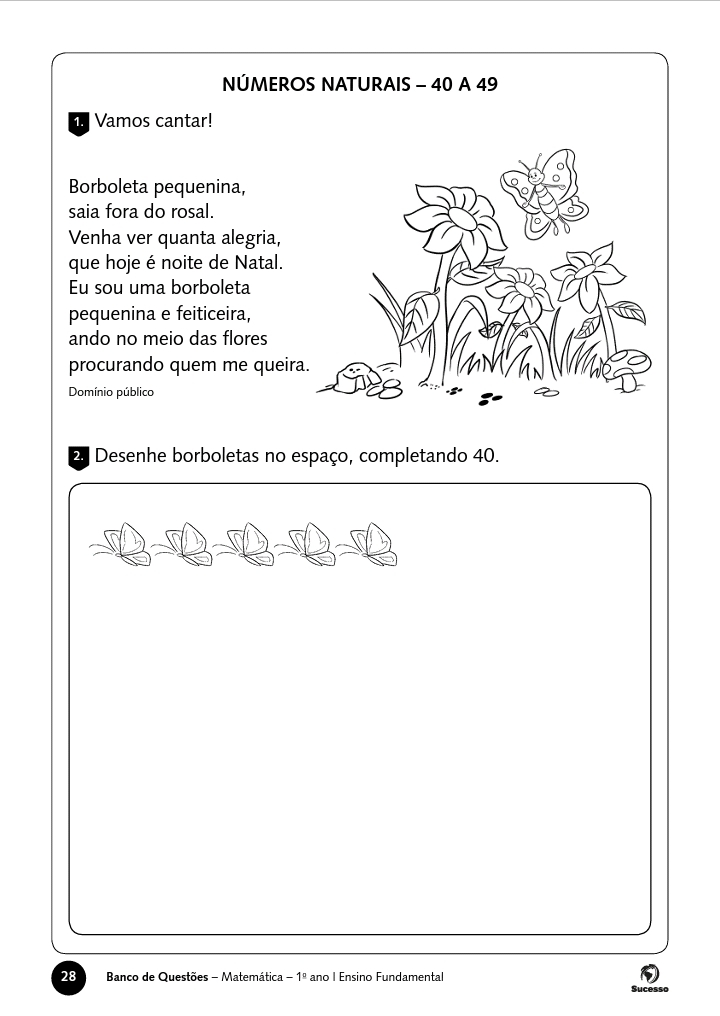 NÚMEROS NATURAIS – 40 A 49
1. Vamos cantar!
Borboleta pequenina,
saia fora do rosal.
Venha ver quanta alegria,
que hoje é noite de Natal.
Eu sou uma borboleta
pequenina e feiticeira,
ando no meio das flores
procurando quem me queira.
Domínio público
2. Desenhe borboletas no espaço, completando 40.
28 Banco de Questões – Matemática – 1º ano | Ensino Fundamental
Sucesso